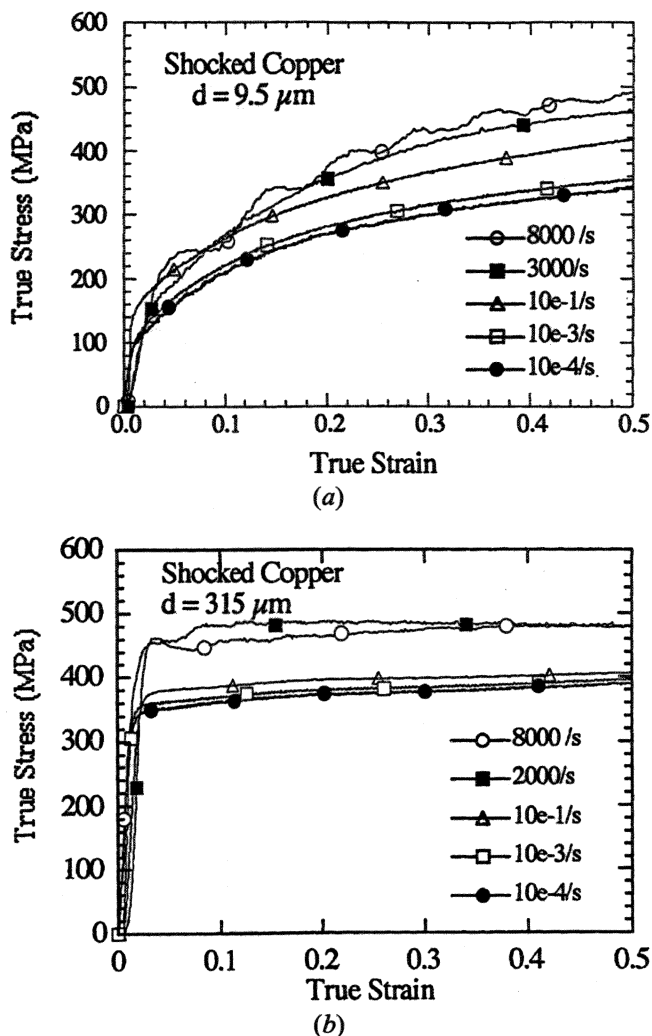 600
500
400
300
200
100
0
True Stress (MPa)
Shocked Copper
d = 9.5 μm
8000 /s
3000/s
10e-1/s
10e-3/s
10e-4/s.
0.0
0.1
0.2
0.3
0.4
0.5
True Strain
(a)
600
500
400
300
200
100
0
True Stress (MPa)
Shocked Copper
d = 315 μm
8000 /s
2000/s
10e-1/s
10e-3/s
10e-4/s
0
0.1
0.2
0.3
0.4
0.5
True Strain
(b)